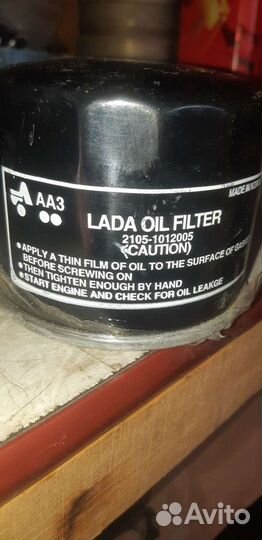 AA3
MADE IN
LADA OIL FILTER
2105-1012005
(CAUTION)
• APPLY A THIN FILM OF OIL TO THE SURFACE OF
BEFORE SCREWING ON
• THEN TIGHTEN ENOUGH BY HAND
• START ENGINE AND CHECK FOR OIL LEAKGE
Avito